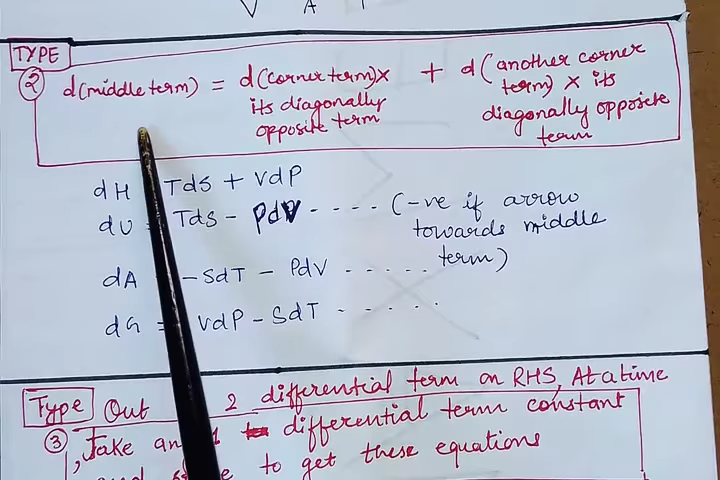 V A
TYPE
② d(middle term) = d(corner term)× + d(another corner
its diagonally term) × its
opposite term diagonally opposite
term
dH TdS + VdP
dU = TdS - PdV - - - - (-ve if arrow
towards middle
term)
dA - SdT - PdV - - - - -
dG = VdP - SdT - - - - - -
Type Out 2 differential term on RHS, At a time
③ , Take differential term constant
to get these equations